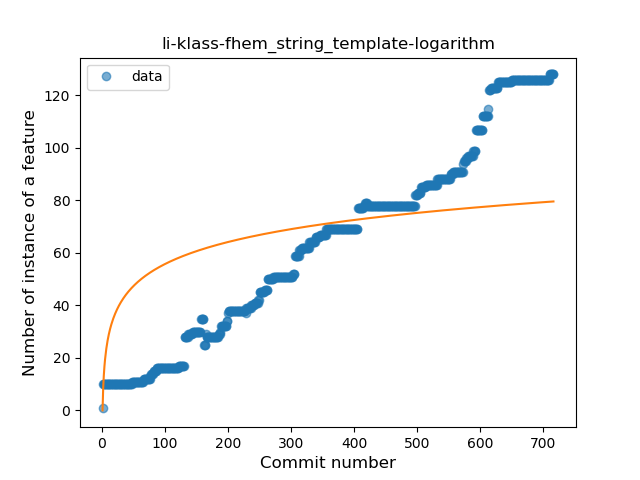 li-klass-fhem_string_template-logarithm
data
Number of instance of a feature
120
100
80
60
40
20
0
0 100 200 300 400 500 600 700
Commit number